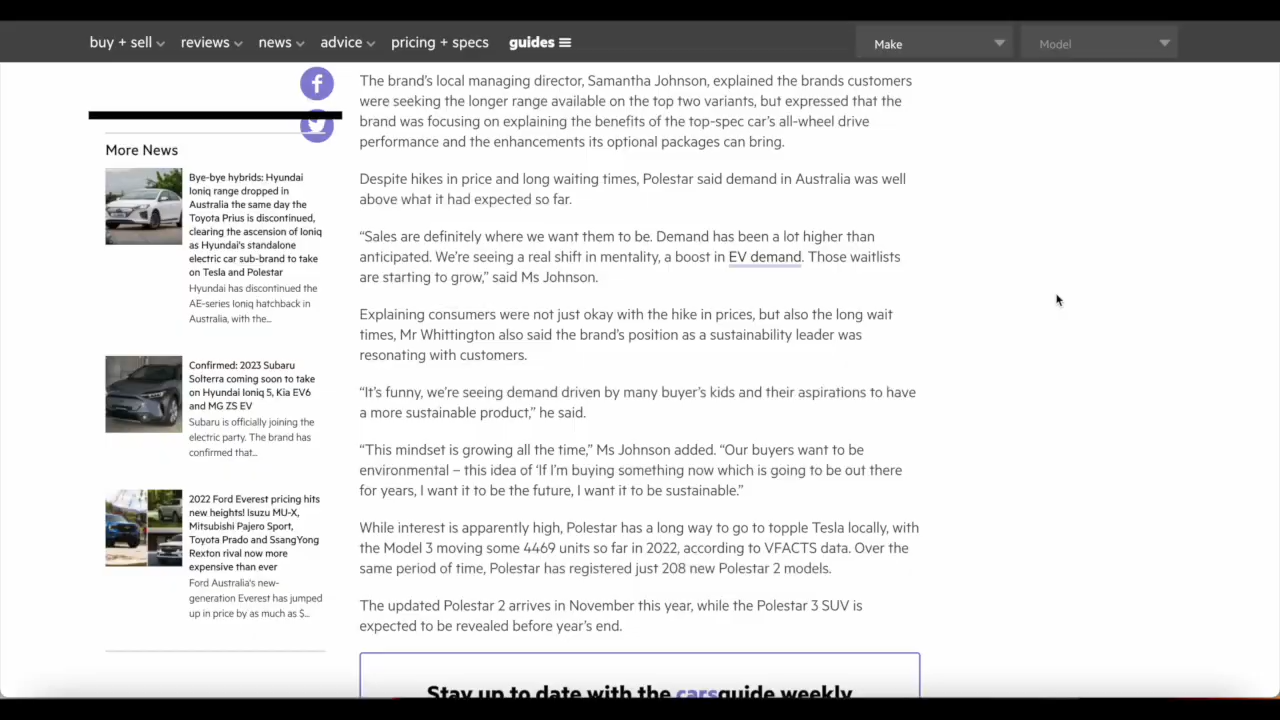 buy + sell reviews news advice pricing + specs guides Make Model
The brand's local managing director, Samantha Johnson, explained the brands customers
were seeking the longer range available on the top two variants, but expressed that the
brand was focusing on explaining the benefits of the top-spec car's all-wheel drive
performance and the enhancements its optional packages can bring.
Despite hikes in price and long waiting times, Polestar said demand in Australia was well
above what it had expected so far.
“Sales are definitely where we want them to be. Demand has been a lot higher than
anticipated. We're seeing a real shift in mentality, a boost in EV demand. Those waitlists
are starting to grow,” said Ms Johnson.
Explaining consumers were not just okay with the hike in prices, but also the long wait
times, Mr Whittington also said the brand's position as a sustainability leader was
resonating with customers.
“It's funny, we're seeing demand driven by many buyer's kids and their aspirations to have
a more sustainable product,” he said.
“This mindset is growing all the time,” Ms Johnson added. “Our buyers want to be
environmental – this idea of ‘If I'm buying something now which is going to be out there
for years, I want it to be the future, I want it to be sustainable.”
While interest is apparently high, Polestar has a long way to go to topple Tesla locally, with
the Model 3 moving some 4469 units so far in 2022, according to VFACTS data. Over the
same period of time, Polestar has registered just 208 new Polestar 2 models.
The updated Polestar 2 arrives in November this year, while the Polestar 3 SUV is
expected to be revealed before year's end.
Stay up to date with the carsguide weekly
More News
Bye-bye hybrids: Hyundai
Ioniq range dropped in
Australia the same day the
Toyota Prius is discontinued,
clearing the ascension of Ioniq
as Hyundai's standalone
electric car sub-brand to take
on Tesla and Polestar
Hyundai has discontinued the
AE-series Ioniq hatchback in
Australia, with the...
Confirmed: 2023 Subaru
Solterra coming soon to take
on Hyundai Ioniq 5, Kia EV6
and MG ZS EV
Subaru is officially joining the
electric party. The brand has
confirmed that...
2022 Ford Everest pricing hits
new heights! Isuzu MU-X,
Mitsubishi Pajero Sport,
Toyota Prado and SsangYong
Rexton rival now more
expensive than ever
Ford Australia's new-
generation Everest has jumped
up in price by as much as $...